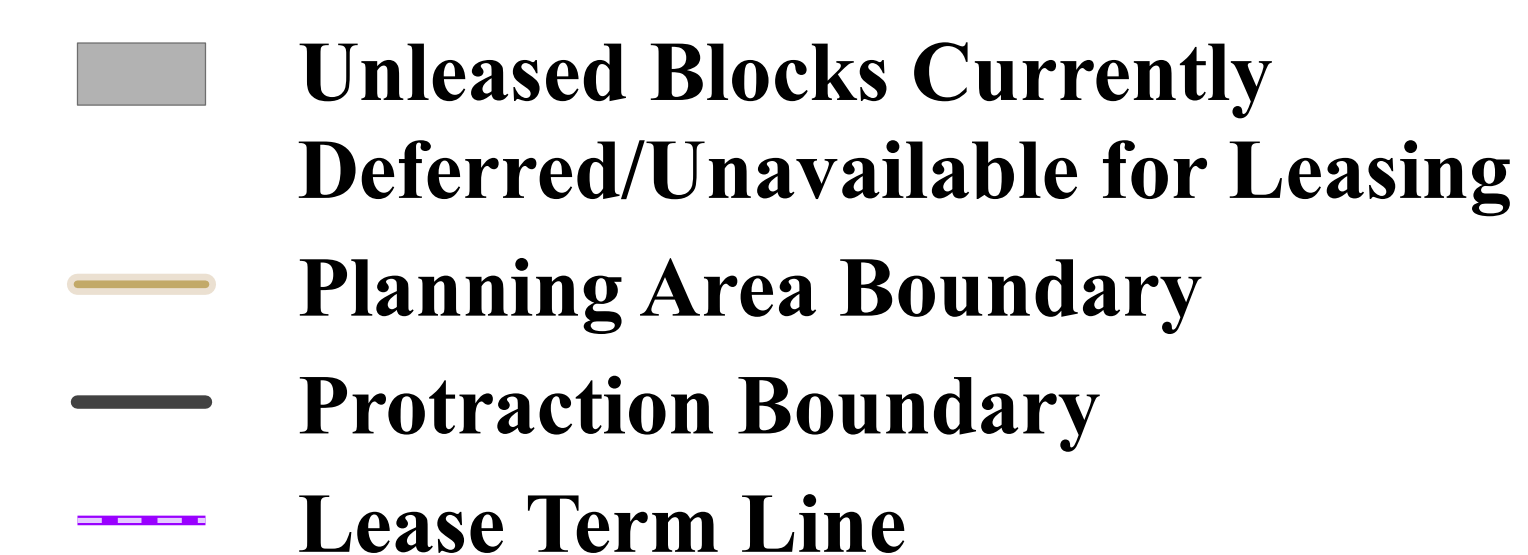 Unleased Blocks Currently
Deferred/Unavailable for Leasing
Planning Area Boundary
Protraction Boundary
Lease Term Line